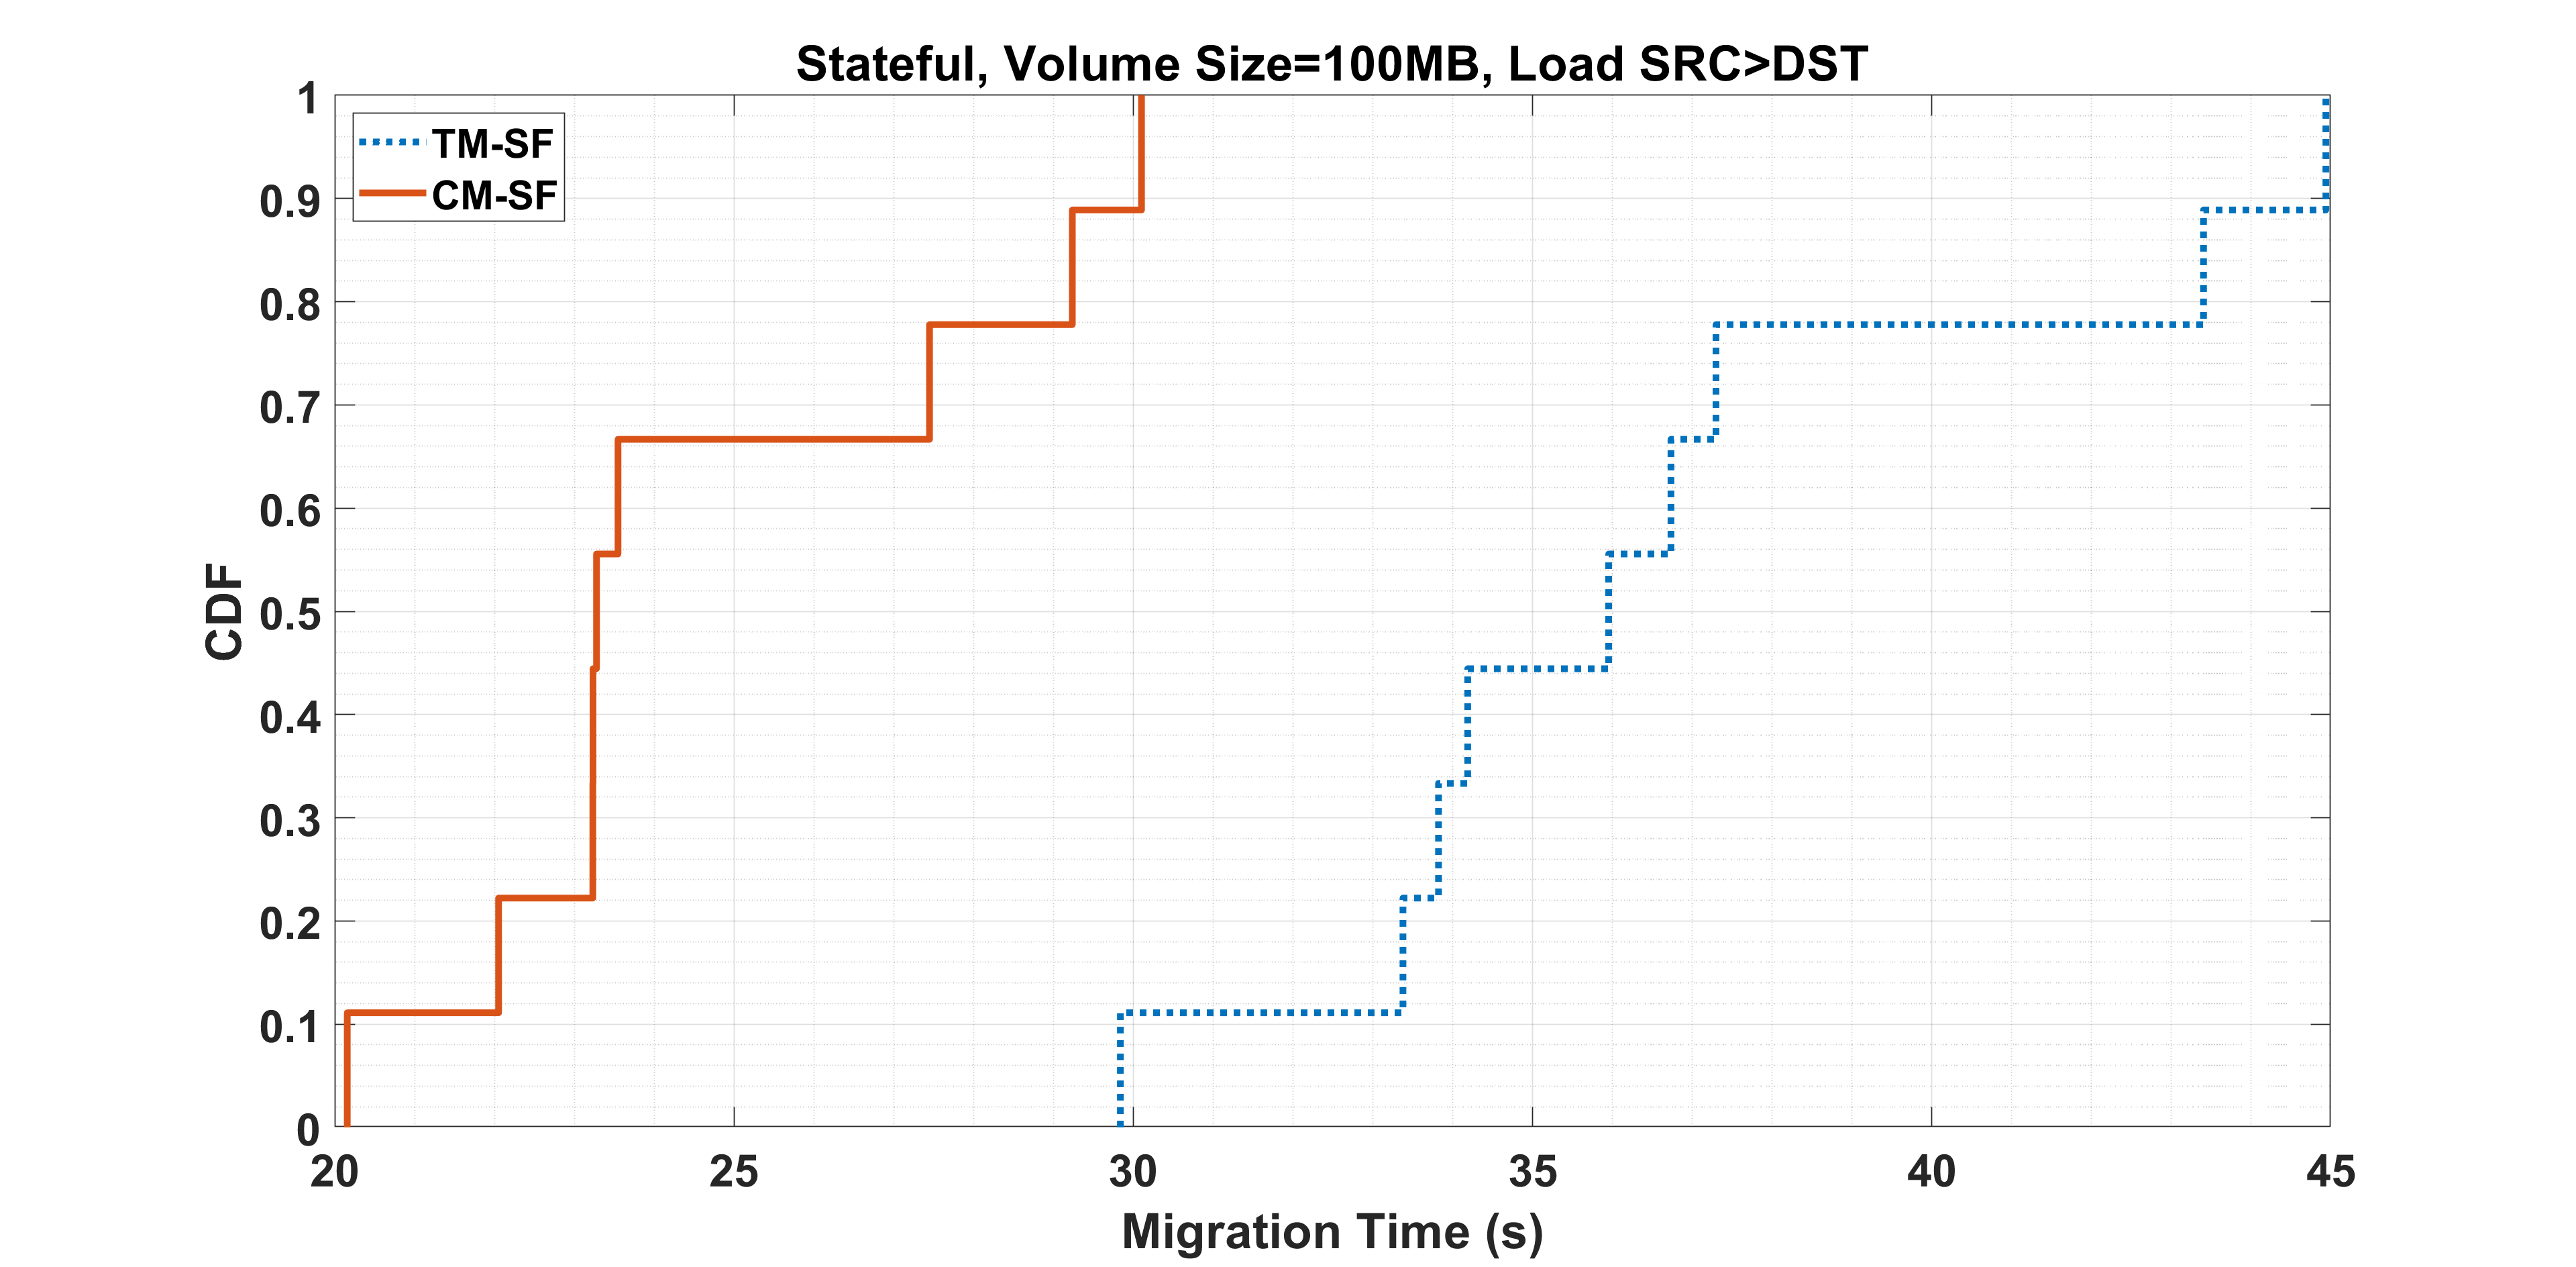 Stateful, Volume Size=100MB, Load SRC>DST
TM-SF
CM-SF
1
0.9
0.8
0.7
0.6
0.5
0.4
0.3
0.2
0.1
0
CDF
20 25 30 35 40 45
Migration Time (s)